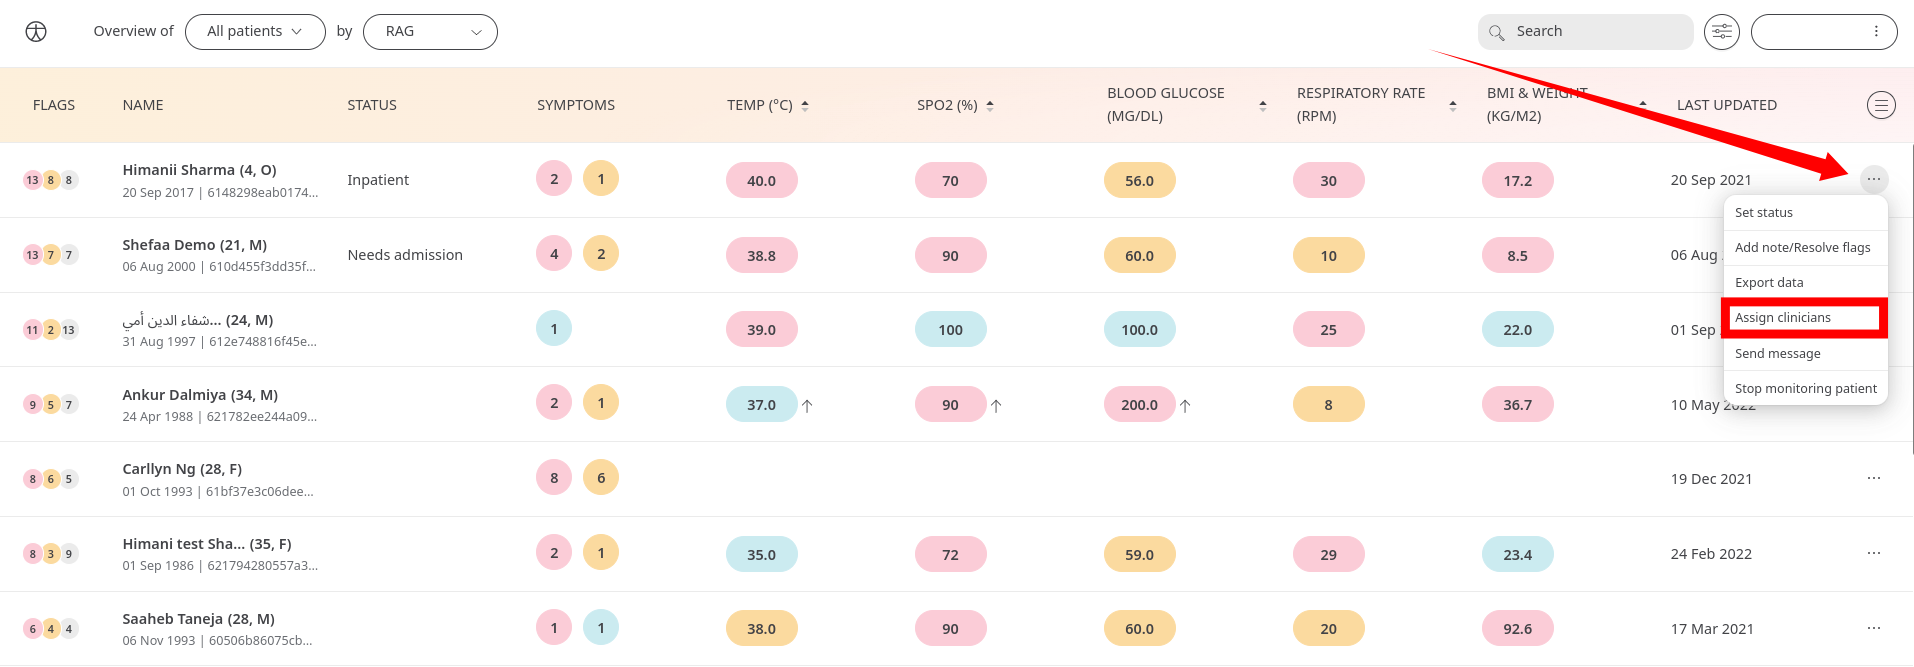 Overview of All patients by RAG Search
FLAGS NAME STATUS SYMPTOMS TEMP (°C) SPO2 (%) BLOOD GLUCOSE (MG/DL) RESPIRATORY RATE (RPM) BMI & WEIGHT (KG/M2) LAST UPDATED
13 8 8 Himanii Sharma (4, O) Inpatient 2 1 40.0 70 56.0 30 17.2 20 Sep 2021 ...
20 Sep 2017 | 6148298eab0174...
Set status
13 7 7 Shefaa Demo (21, M) Needs admission 4 2 38.8 90 60.0 10 8.5 06 Aug
06 Aug 2000 | 610d455f3dd35f...
Add note/Resolve flags
Export data
11 2 13 شفاء الدين أمي... (24, M) 1 39.0 100 100.0 25 22.0 01 Sep
31 Aug 1997 | 612e748816f45e...
Assign clinicians
Send message
Stop monitoring patient
9 5 7 Ankur Dalmiya (34, M) 2 1 37.0 90 200.0 8 36.7 10 May 2022
24 Apr 1988 | 621782ee244a09...
8 6 5 Carllyn Ng (28, F) 8 6 19 Dec 2021 ...
01 Oct 1993 | 61bf37e3c06dee...
8 3 9 Himani test Sha... (35, F) 2 1 35.0 72 59.0 29 23.4 24 Feb 2022 ...
01 Sep 1986 | 621794280557a3...
6 4 4 Saaheb Taneja (28, M) 1 1 38.0 90 60.0 20 92.6 17 Mar 2021 ...
06 Nov 1993 | 60506b86075cb...